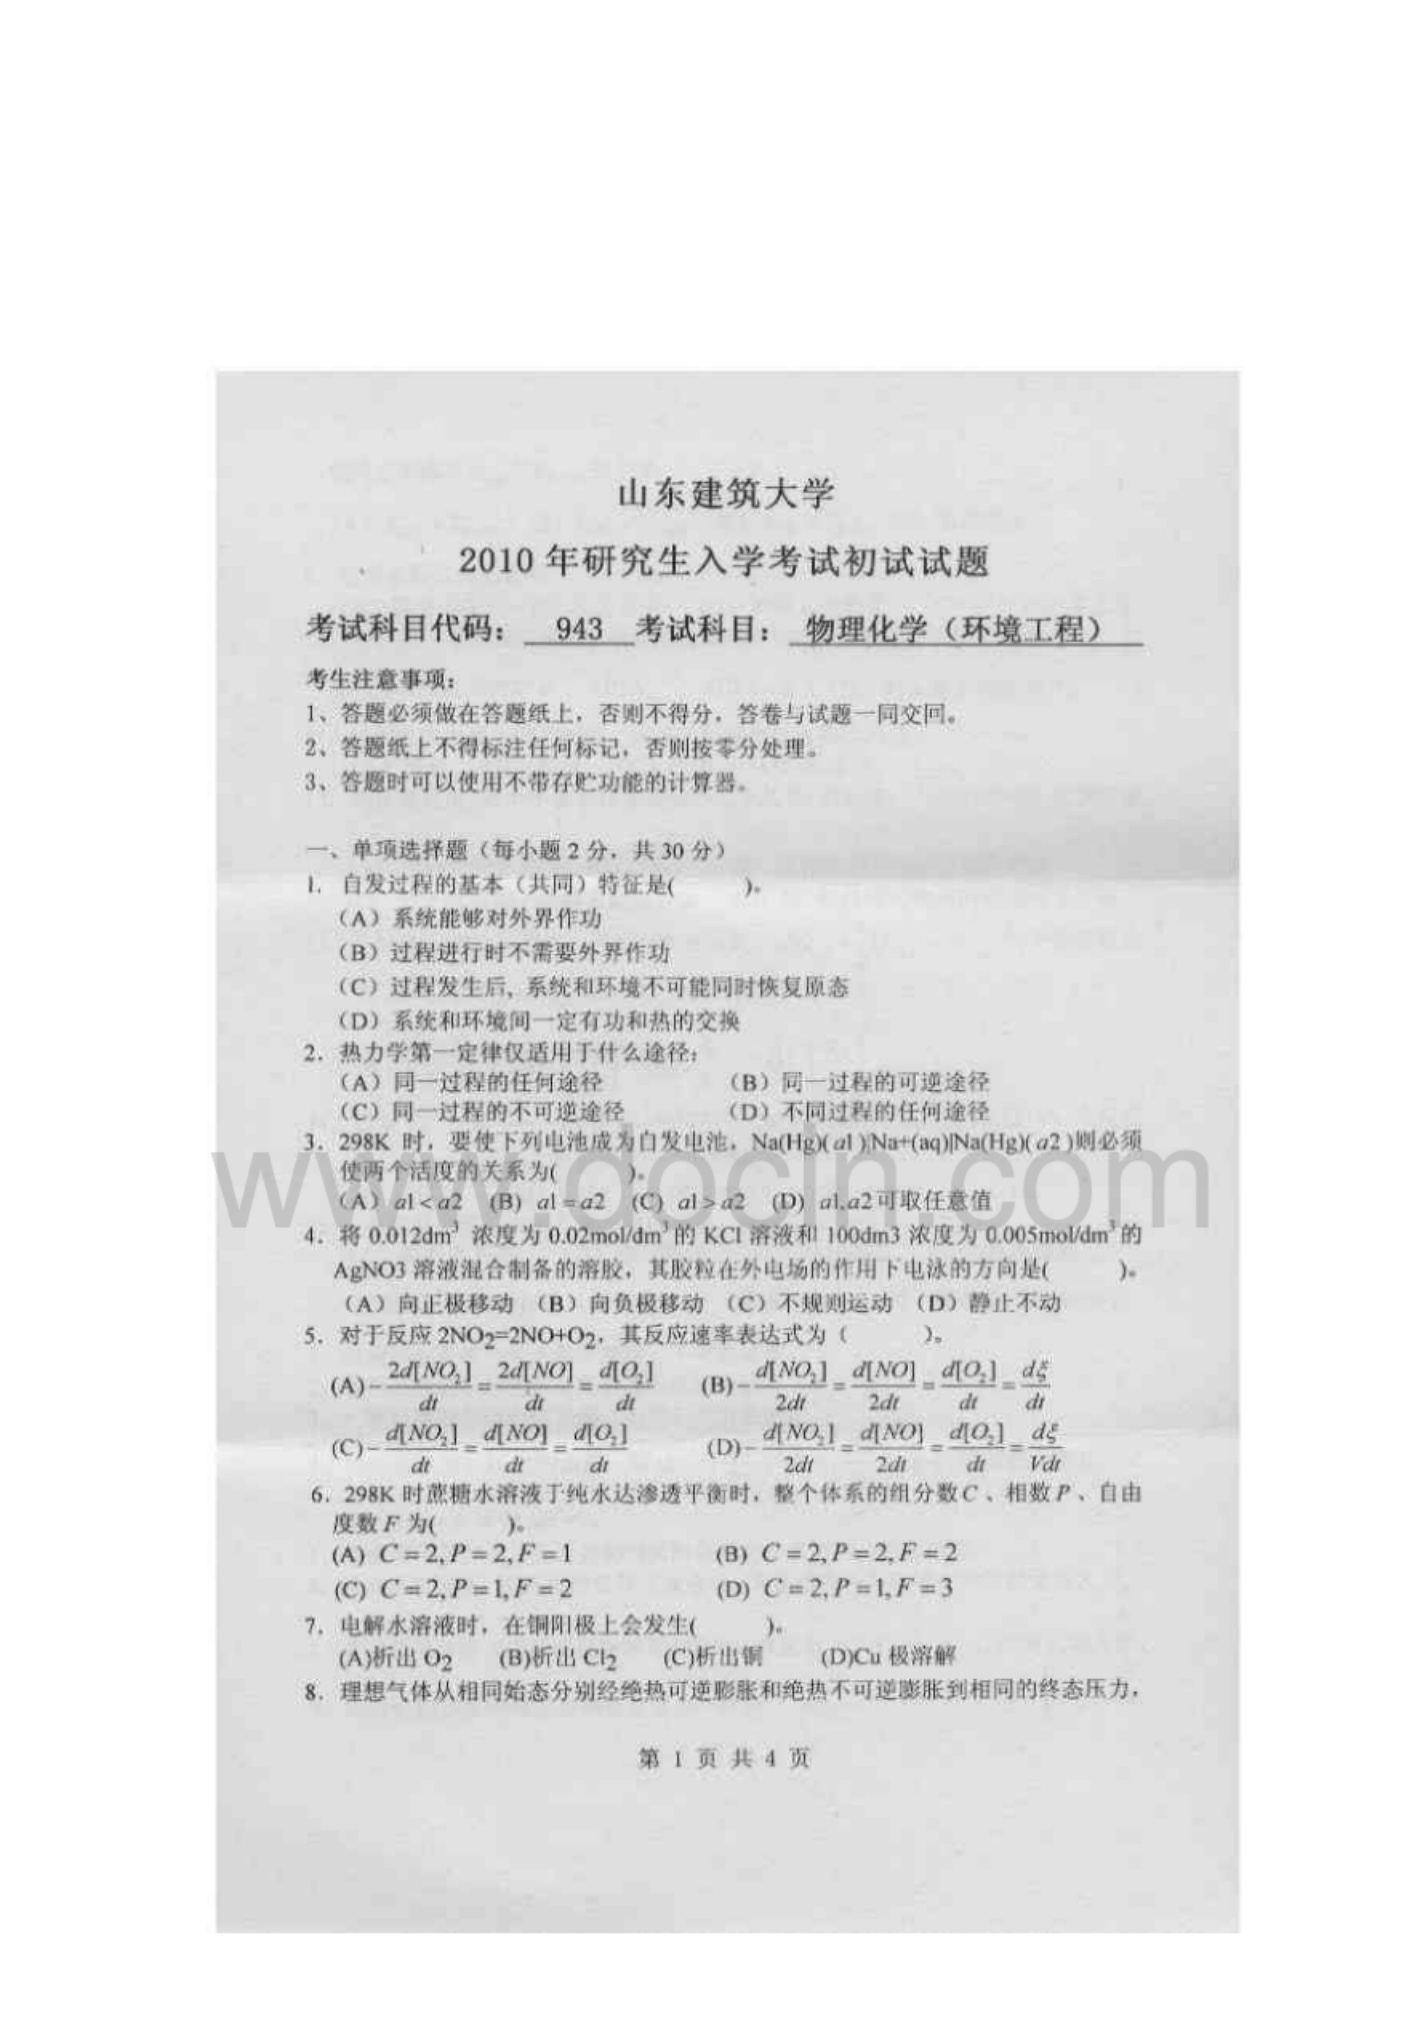 山东建筑大学
2010 年研究生入学考试初试试题
考试科目代码： 943 考试科目： 物理化学（环境工程）
考生注意事项：
1、答题必须做在答题纸上，否则不得分，答卷与试题一同交回。
2、答题纸上不得标注任何标记，否则按零分处理。
3、答题时可以使用不带存贮功能的计算器。
一、单项选择题（每小题 2 分，共 30 分）
1. 自发过程的基本（共同）特征是(      )。
（A）系统能够对外界作功
（B）过程进行时不需要外界作功
（C）过程发生后, 系统和环境不可能同时恢复原态
（D）系统和环境间一定有功和热的交换
2. 热力学第一定律仅适用于什么途径：
（A）同一过程的任何途径 （B）同一过程的可逆途径
（C）同一过程的不可逆途径 （D）不同过程的任何途径
3. 298K 时，要使下列电池成为自发电池，Na(Hg)( a1 )|Na+(aq)|Na(Hg)( a2 )则必须
使两个活度的关系为(      )。
（A）a1 < a2 (B) a1 = a2 (C) a1 > a2 (D) a1.a2 可取任意值
www.docin.com
4. 将 0.012dm³ 浓度为 0.02mol/dm³ 的 KCl 溶液和 100dm3 浓度为 0.005mol/dm³ 的
AgNO3 溶液混合制备的溶胶，其胶粒在外电场的作用下电泳的方向是(      )。
（A）向正极移动 （B）向负极移动 （C）不规则运动 （D）静止不动
5. 对于反应 2NO₂=2NO+O₂，其反应速率表达式为（      ）。
(A) -2d[NO₂]/dt = 2d[NO]/dt = d[O₂]/dt (B) -d[NO₂]/2dt = d[NO]/2dt = d[O₂]/dt = dξ/dt
(C) -d[NO₂]/dt = d[NO]/dt = d[O₂]/dt (D) -d[NO₂]/2dt = d[NO]/2dt = d[O₂]/dt = dξ/Vdt
6. 298K 时蔗糖水溶液于纯水达渗透平衡时，整个体系的组分数 C 、相数 P 、自由
度数 F 为(      )。
(A) C = 2, P = 2, F = 1 (B) C = 2, P = 2, F = 2
(C) C = 2, P = 1, F = 2 (D) C = 2, P = 1, F = 3
7. 电解水溶液时，在铜阳极上会发生(      )。
(A)析出 O₂ (B)析出 Cl₂ (C)析出铜 (D)Cu 极溶解
8. 理想气体从相同始态分别经绝热可逆膨胀和绝热不可逆膨胀到相同的终态压力，
第 1 页 共 4 页